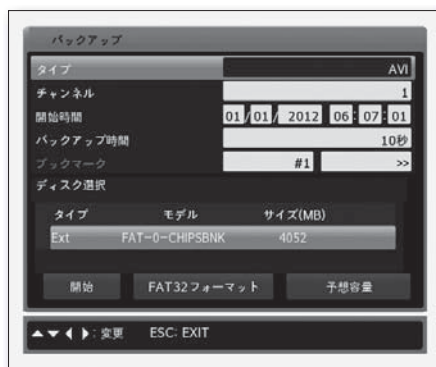 バックアップ
タイプ AVI
チャンネル 1
開始時間 01/01/ 2012 06:07:01
バックアップ時間 10秒
ブックマーク #1 >>
ディスク選択
タイプ モデル サイズ(MB)
Ext FAT-0-CHIPSBNK 4052
開始 FAT32フォーマット 予想容量
▲▼◀▶: 変更 ESC: EXIT